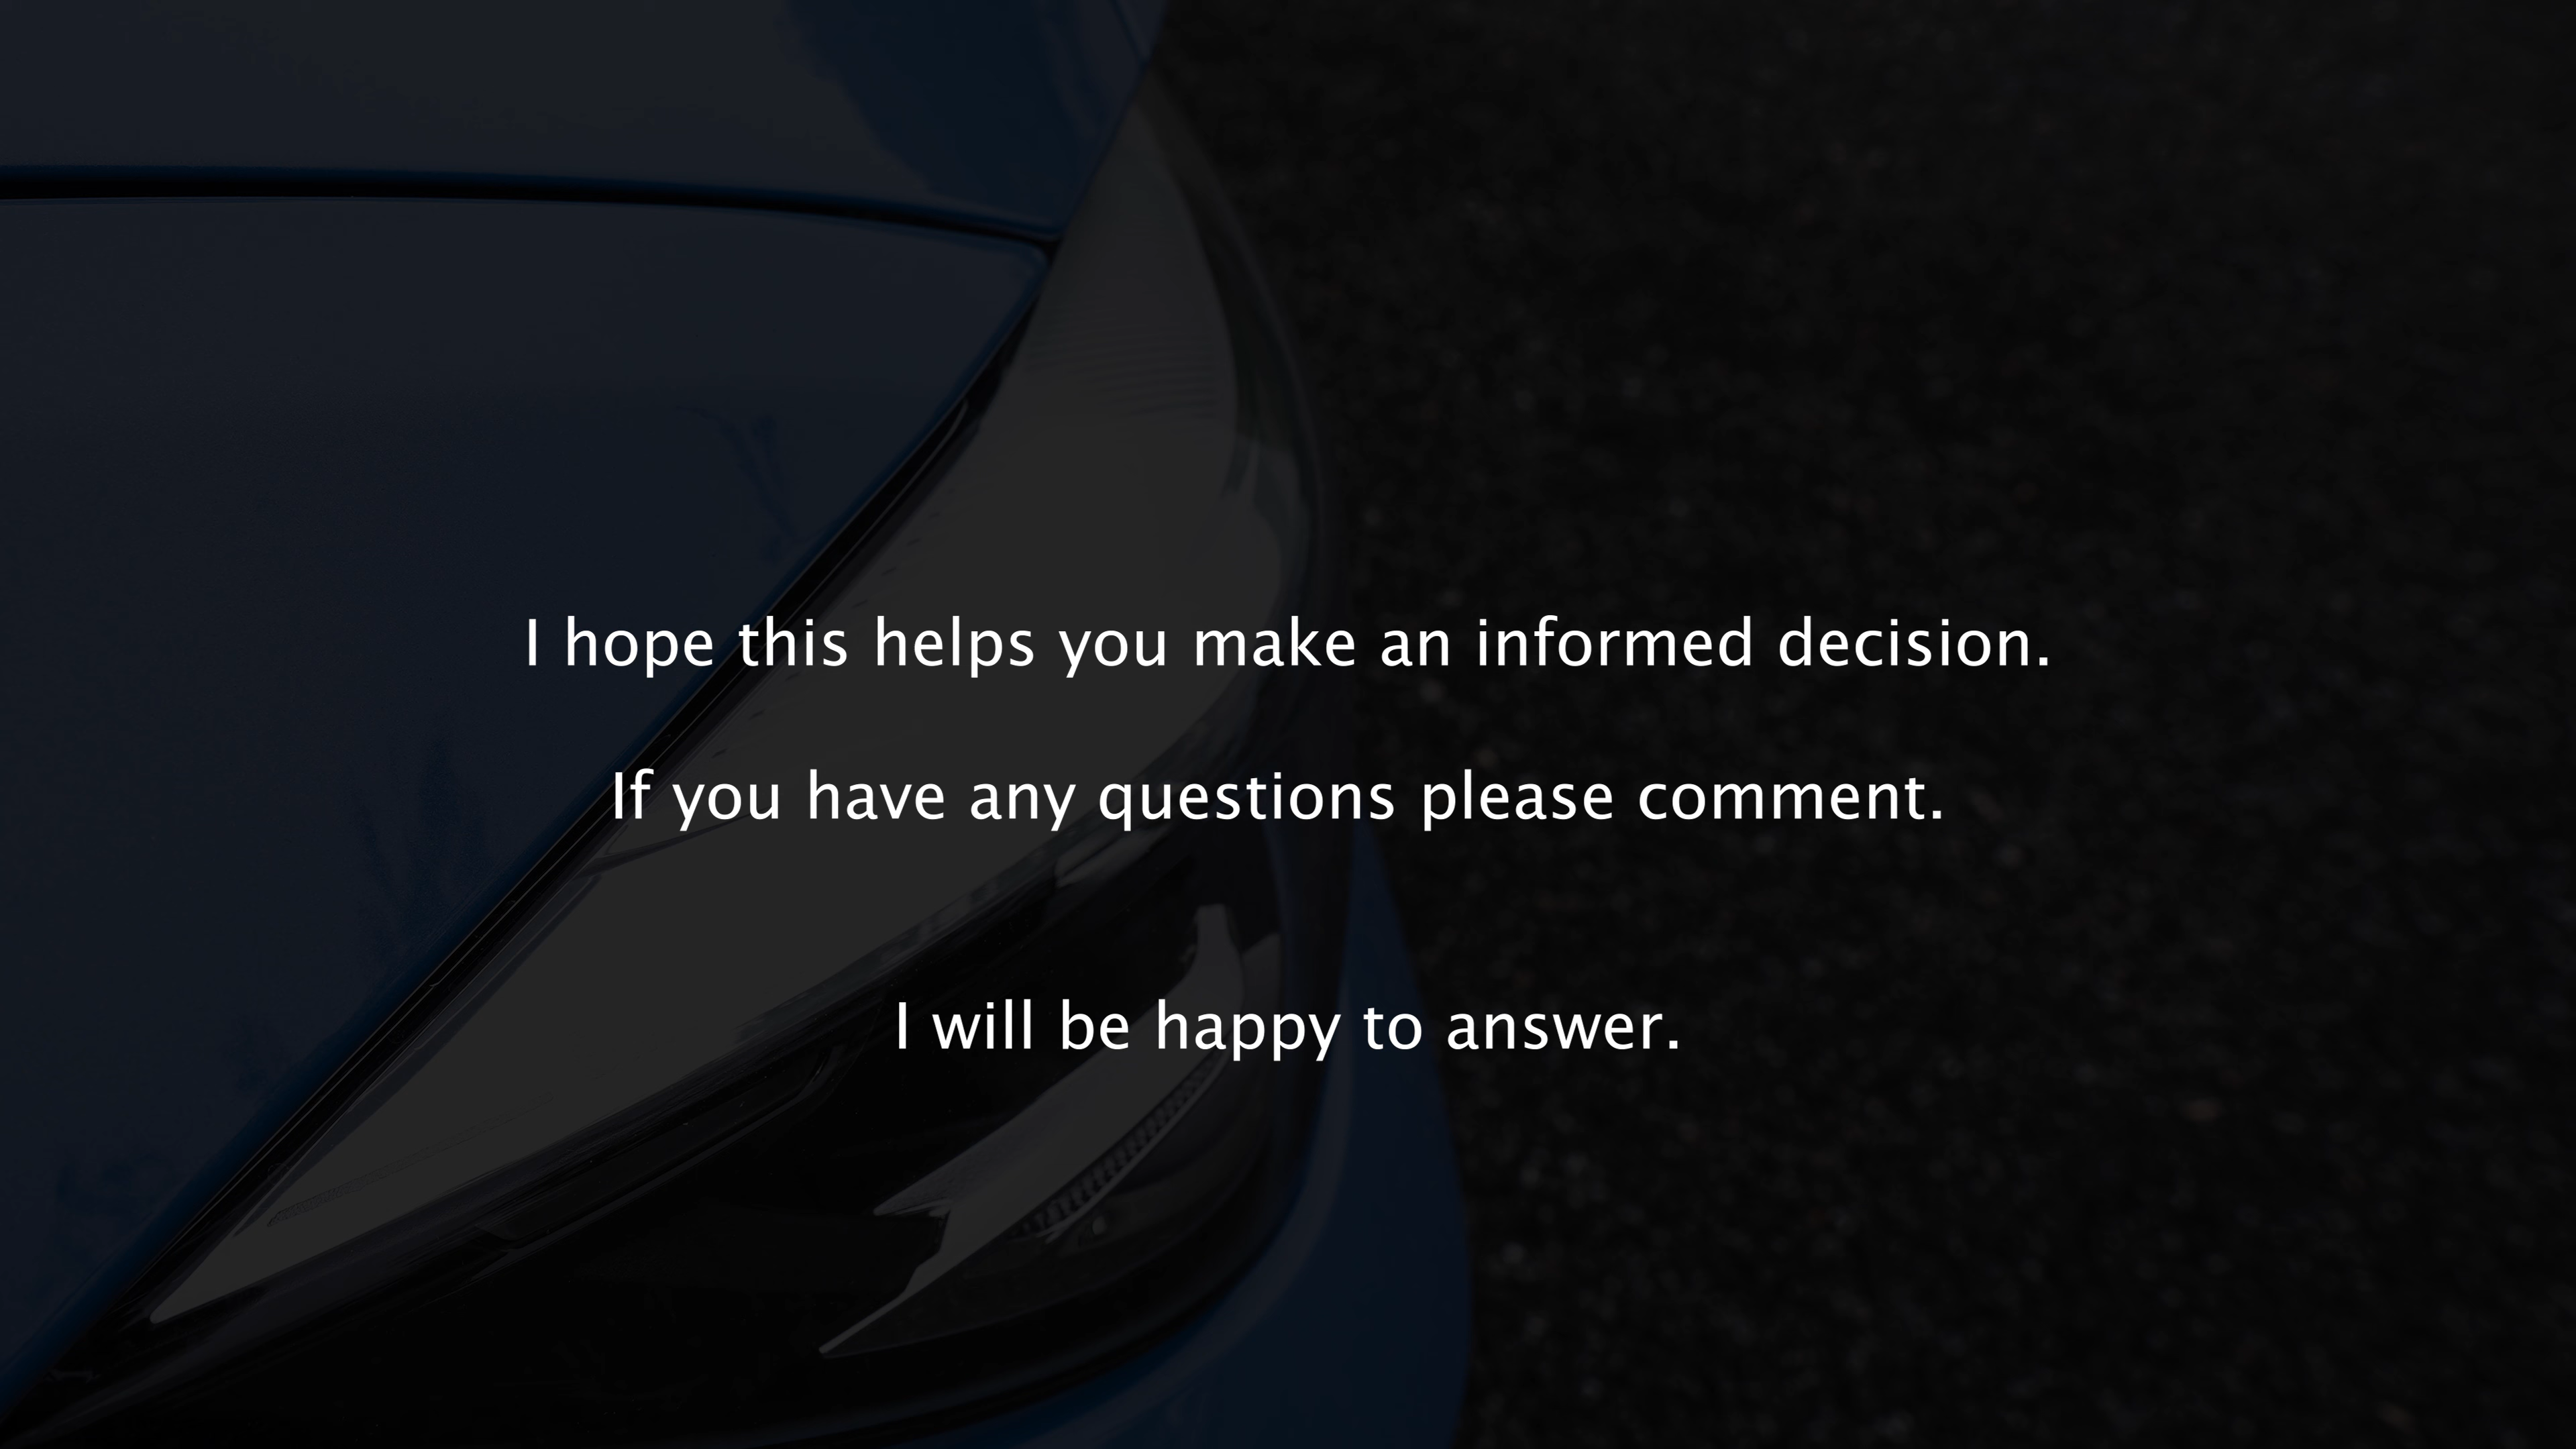 I hope this helps you make an informed decision.
If you have any questions please comment.
I will be happy to answer.